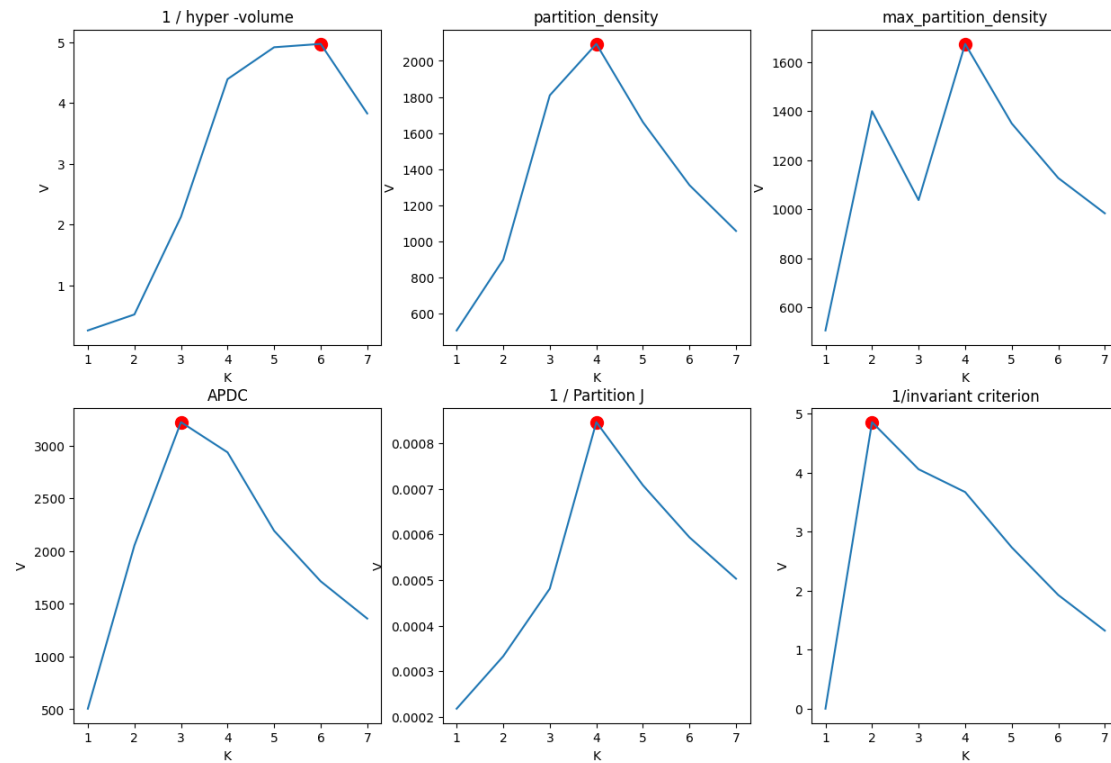 1 / hyper -volume
V
5
4
3
2
1
1 2 3 4 5 6 7
K
partition_density
V
2000
1800
1600
1400
1200
1000
800
600
1 2 3 4 5 6 7
K
max_partition_density
V
1600
1400
1200
1000
800
600
1 2 3 4 5 6 7
K
APDC
V
3000
2500
2000
1500
1000
500
1 2 3 4 5 6 7
K
1 / Partition J
V
0.0008
0.0007
0.0006
0.0005
0.0004
0.0003
0.0002
1 2 3 4 5 6 7
K
1/invariant criterion
V
5
4
3
2
1
0
1 2 3 4 5 6 7
K